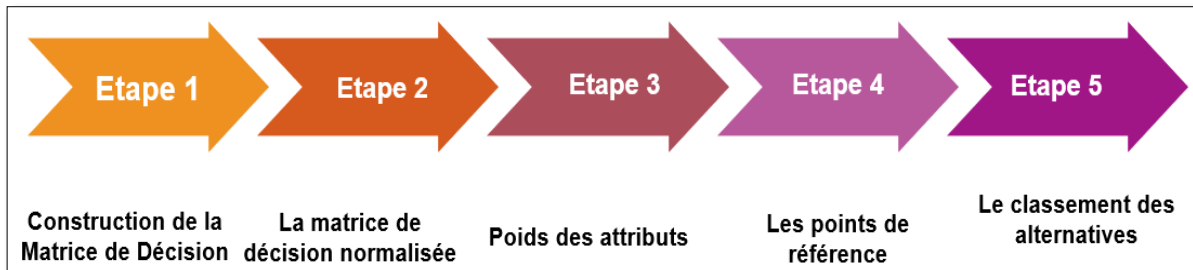 Etape 1
Etape 2
Etape 3
Etape 4
Etape 5
Construction de la
Matrice de Décision
La matrice de
décision normalisée
Poids des attributs
Les points de
référence
Le classement des
alternatives